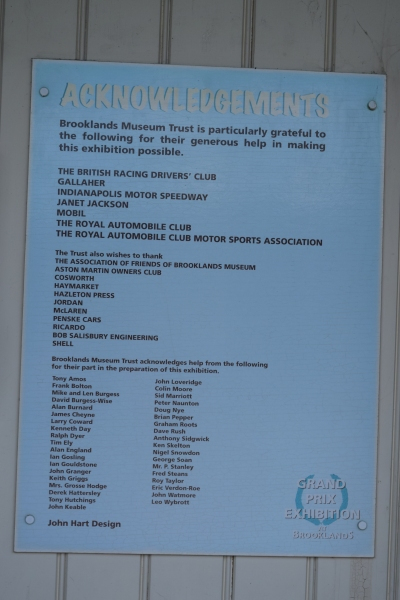 ACKNOWLEDGEMENTS
Brooklands Museum Trust is particularly grateful to
the following for their generous help in making
this exhibition possible.
THE BRITISH RACING DRIVERS' CLUB
GALLAHER
INDIANAPOLIS MOTOR SPEEDWAY
JANET JACKSON
MOBIL
THE ROYAL AUTOMOBILE CLUB
THE ROYAL AUTOMOBILE CLUB MOTOR SPORTS ASSOCIATION
The Trust also wishes to thank
THE ASSOCIATION OF FRIENDS OF BROOKLANDS MUSEUM
ASTON MARTIN OWNERS CLUB
COSWORTH
HAYMARKET
HAZLETON PRESS
JORDAN
McLAREN
PENSKE CARS
RICARDO
BOB SALISBURY ENGINEERING
SHELL
Brooklands Museum Trust acknowledges help from the following
for their part in the preparation of this exhibition.
Tony Amos
Frank Bolton
Mike and Len Burgess
David Burgess-Wise
Alan Burnard
James Cheyne
Larry Coward
Kenneth Day
Ralph Dyer
Tim Ely
Alan England
Ian Gosling
Ian Gouldstone
John Granger
Keith Griggs
Mrs. Grosse Hodge
Derek Hattersley
Tony Hutchings
John Keable
John Loveridge
Colin Moore
Sid Marriott
Peter Naunton
Doug Nye
Brian Pepper
Graham Roots
Dave Rush
Anthony Sidgwick
Ken Skelton
Nigel Snowdon
George Soan
Mr. P. Stanley
Fred Steans
Roy Taylor
Eric Verdon-Roe
John Watmore
Leo Wybrott
John Hart Design
GRAND
PRIX
EXHIBITION
AT
BROOKLANDS